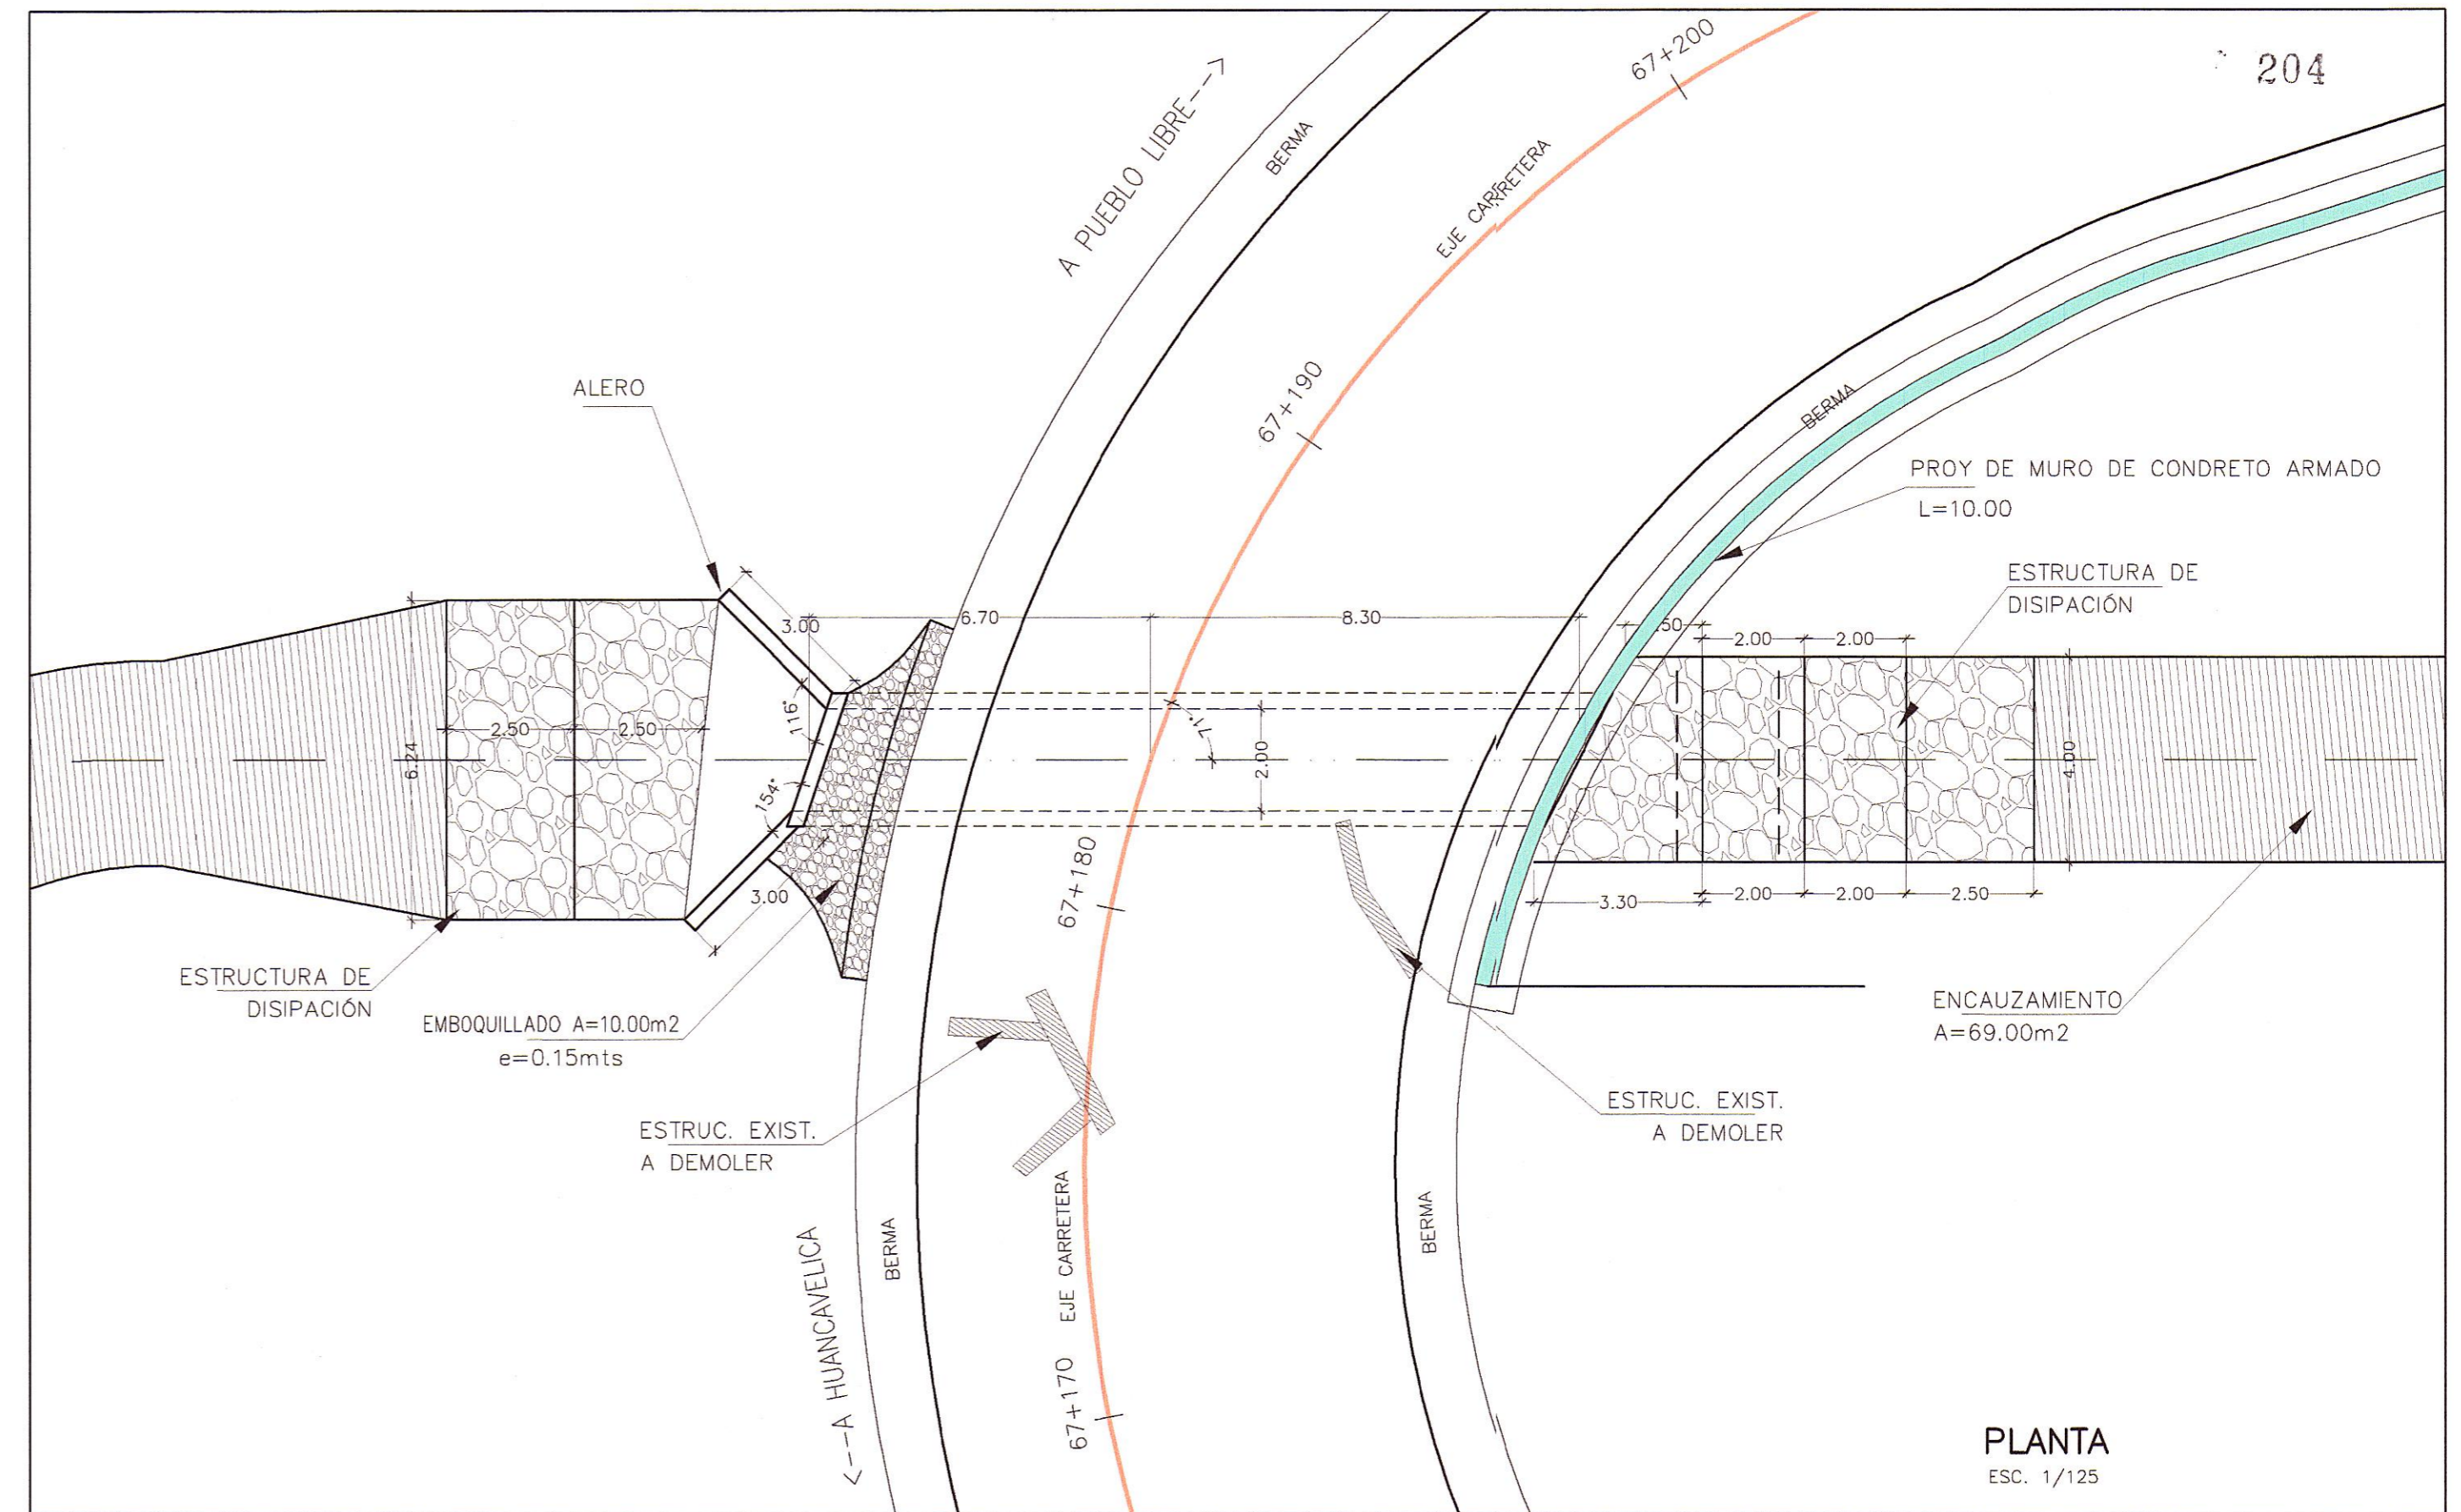 204
67+200
A PUEBLO LIBRE--->
BERMA
EJE CARRETERA
67+190
ALERO
BERMA
PROY DE MURO DE CONDRETO ARMADO
L=10.00
ESTRUCTURA DE
DISIPACIÓN
3.00
6.70
8.30
.50
2.00
2.00
116°
71°
2.50
2.50
6.24
2.00
4.00
154°
3.00
67+180
3.30
2.00
2.00
2.50
ESTRUCTURA DE
DISIPACIÓN
EMBOQUILLADO A=10.00m2
e=0.15mts
ENCAUZAMIENTO
A=69.00m2
ESTRUC. EXIST.
A DEMOLER
ESTRUC. EXIST.
A DEMOLER
<---A HUANCAVELICA
BERMA
EJE CARRETERA
BERMA
67+170
PLANTA
ESC. 1/125